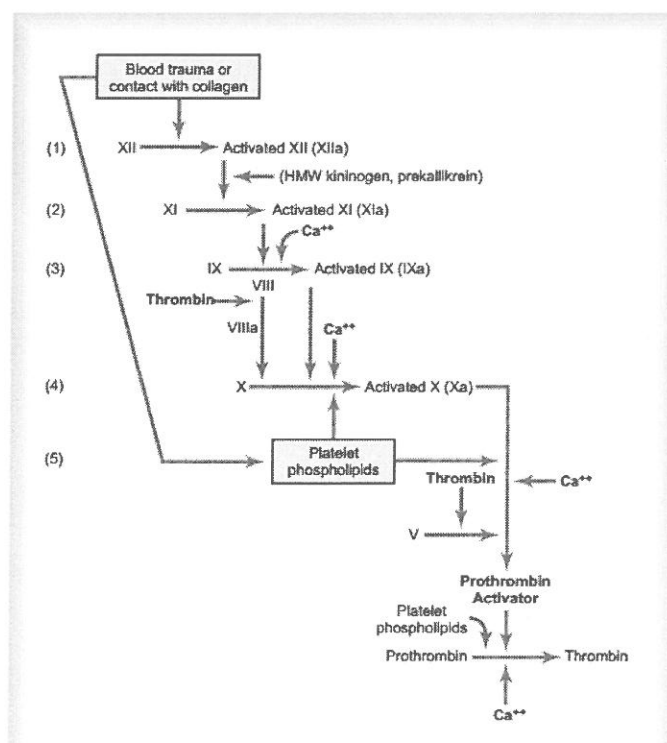 Blood trauma or
contact with collagen
(1) XII Activated XII (XIIa)
(HMW kininogen, prekallikrein)
(2) XI Activated XI (XIa)
Ca++
(3) IX Activated IX (IXa)
VIII
Thrombin
VIIIa Ca++
(4) X Activated X (Xa)
(5) Platelet
phospholipids
Thrombin Ca++
V
Prothrombin
Activator
Platelet
phospholipids
Prothrombin Thrombin
Ca++